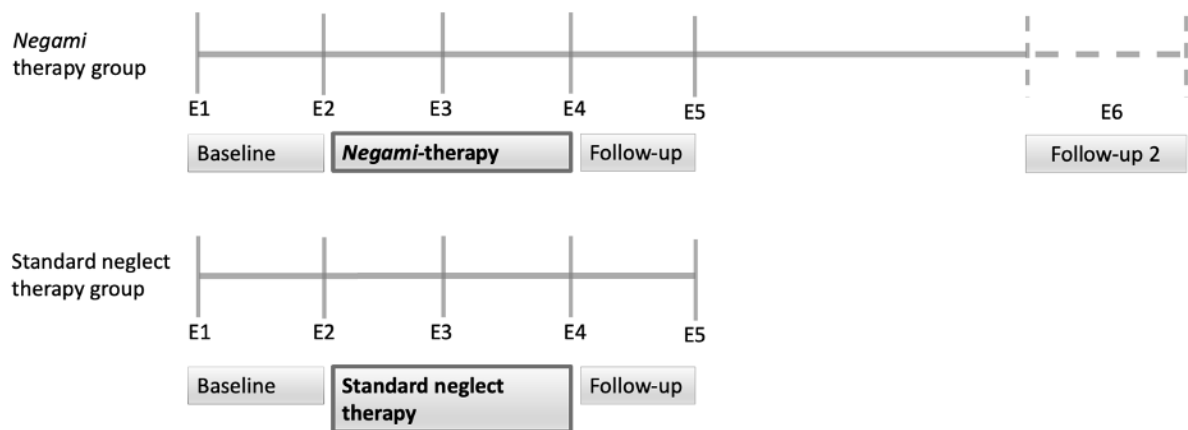 Negami
therapy group
E1 E2 E3 E4 E5 E6
Baseline Negami-therapy Follow-up Follow-up 2
Standard neglect
therapy group
E1 E2 E3 E4 E5
Baseline Standard neglect therapy Follow-up